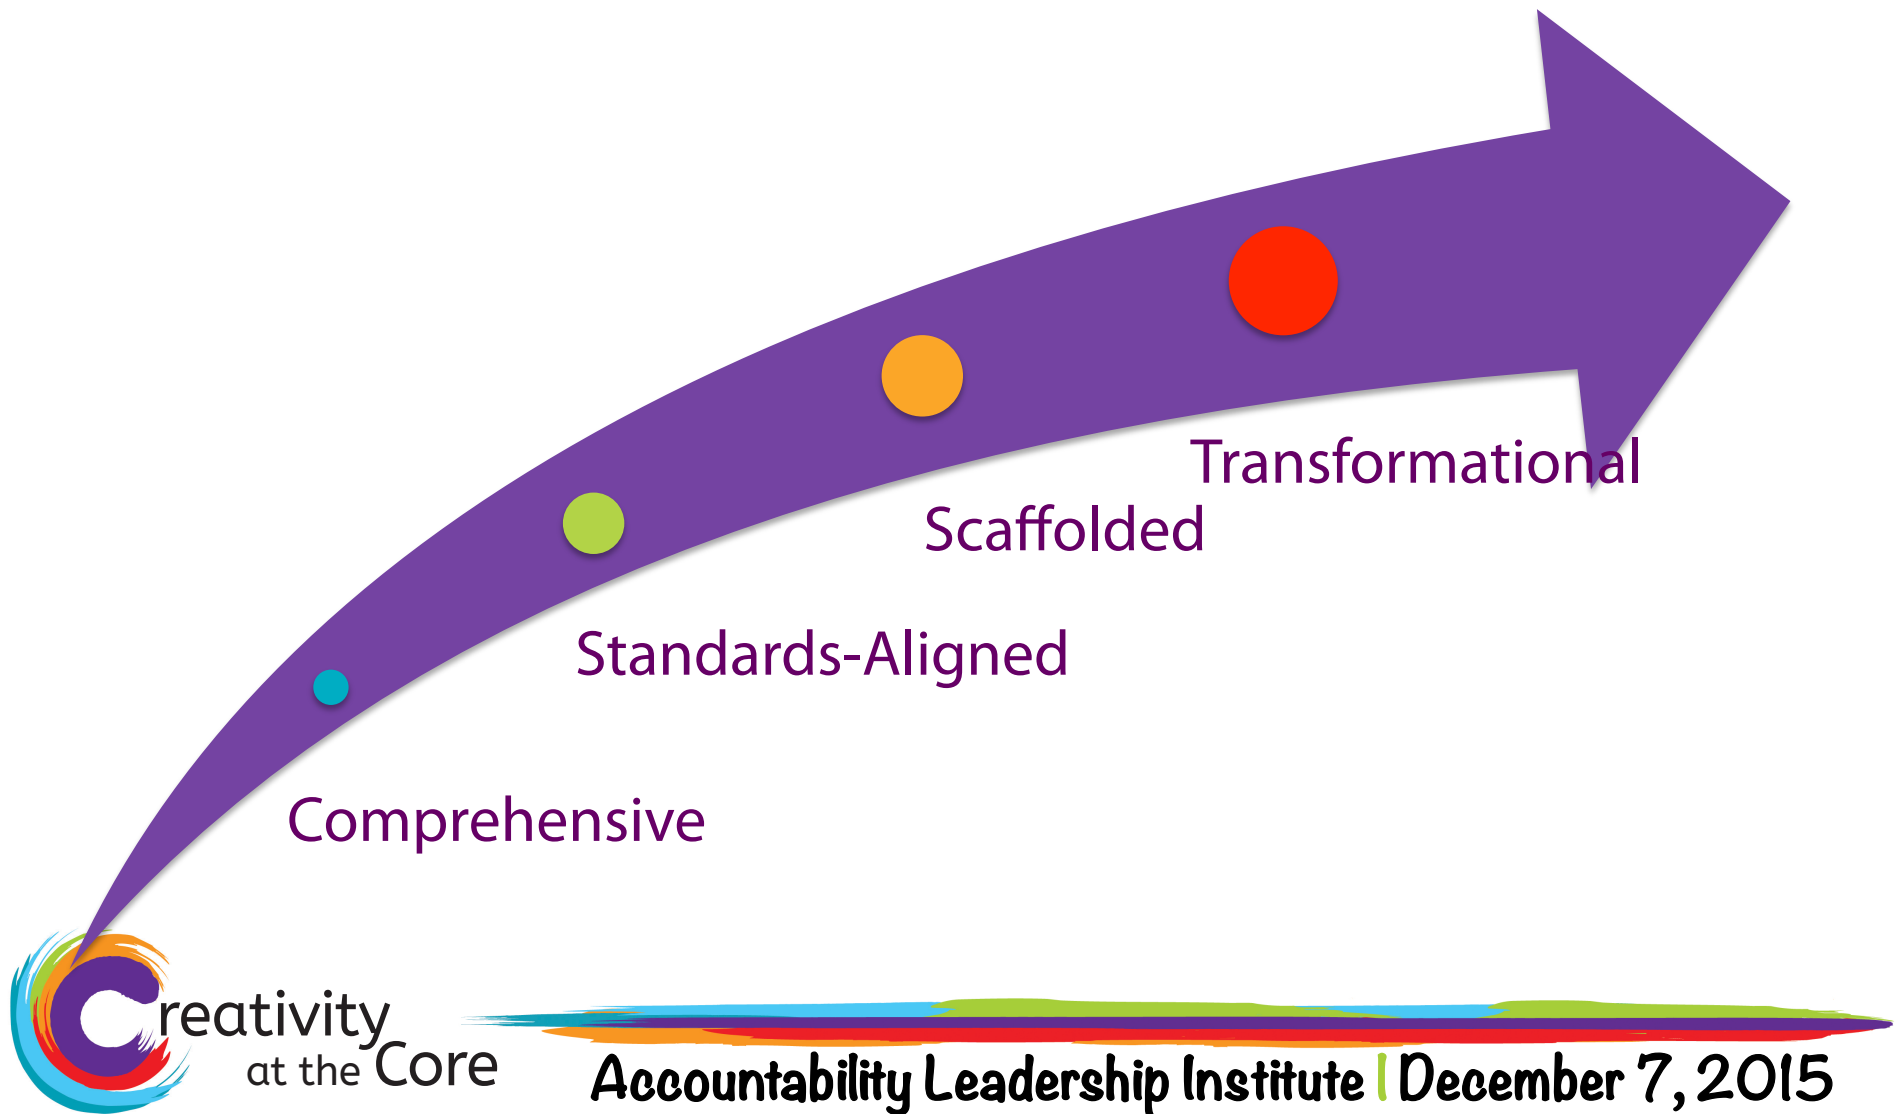 Transformational
Scaffolded
Standards-Aligned
Comprehensive
Creativity
at the Core
Accountability Leadership Institute | December 7, 2015